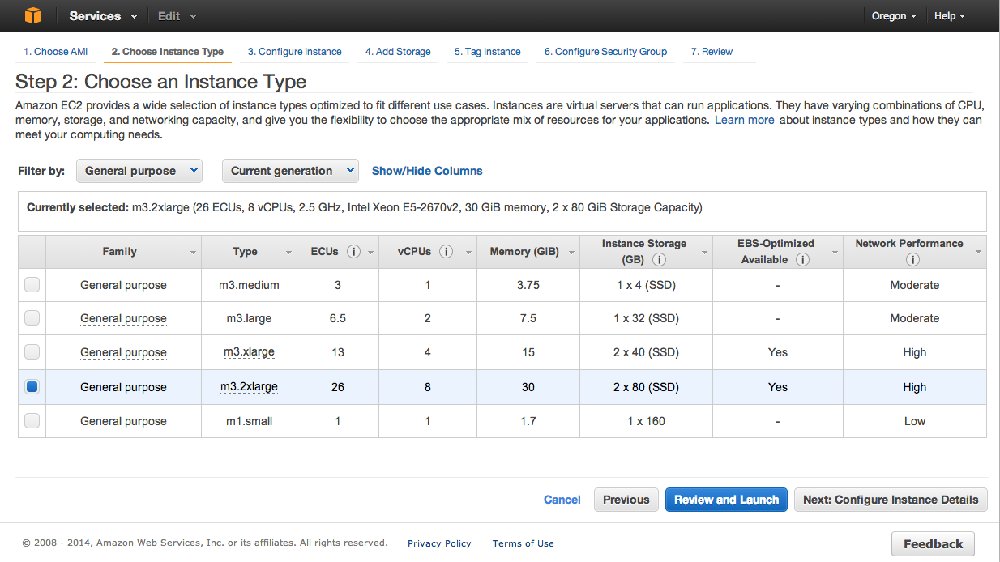 Services Edit Oregon Help
1. Choose AMI 2. Choose Instance Type 3. Configure Instance 4. Add Storage 5. Tag Instance 6. Configure Security Group 7. Review
Step 2: Choose an Instance Type
Amazon EC2 provides a wide selection of instance types optimized to fit different use cases. Instances are virtual servers that can run applications. They have varying combinations of CPU,
memory, storage, and networking capacity, and give you the flexibility to choose the appropriate mix of resources for your applications. Learn more about instance types and how they can
meet your computing needs.
Filter by: General purpose Current generation Show/Hide Columns
Currently selected: m3.2xlarge (26 ECUs, 8 vCPUs, 2.5 GHz, Intel Xeon E5-2670v2, 30 GiB memory, 2 x 80 GiB Storage Capacity)
Family Type ECUs i vCPUs i Memory (GiB) Instance Storage (GB) i EBS-Optimized Available i Network Performance i
General purpose m3.medium 3 1 3.75 1 x 4 (SSD) - Moderate
General purpose m3.large 6.5 2 7.5 1 x 32 (SSD) - Moderate
General purpose m3.xlarge 13 4 15 2 x 40 (SSD) Yes High
General purpose m3.2xlarge 26 8 30 2 x 80 (SSD) Yes High
General purpose m1.small 1 1 1.7 1 x 160 - Low
Cancel Previous Review and Launch Next: Configure Instance Details
© 2008 - 2014, Amazon Web Services, Inc. or its affiliates. All rights reserved. Privacy Policy Terms of Use Feedback